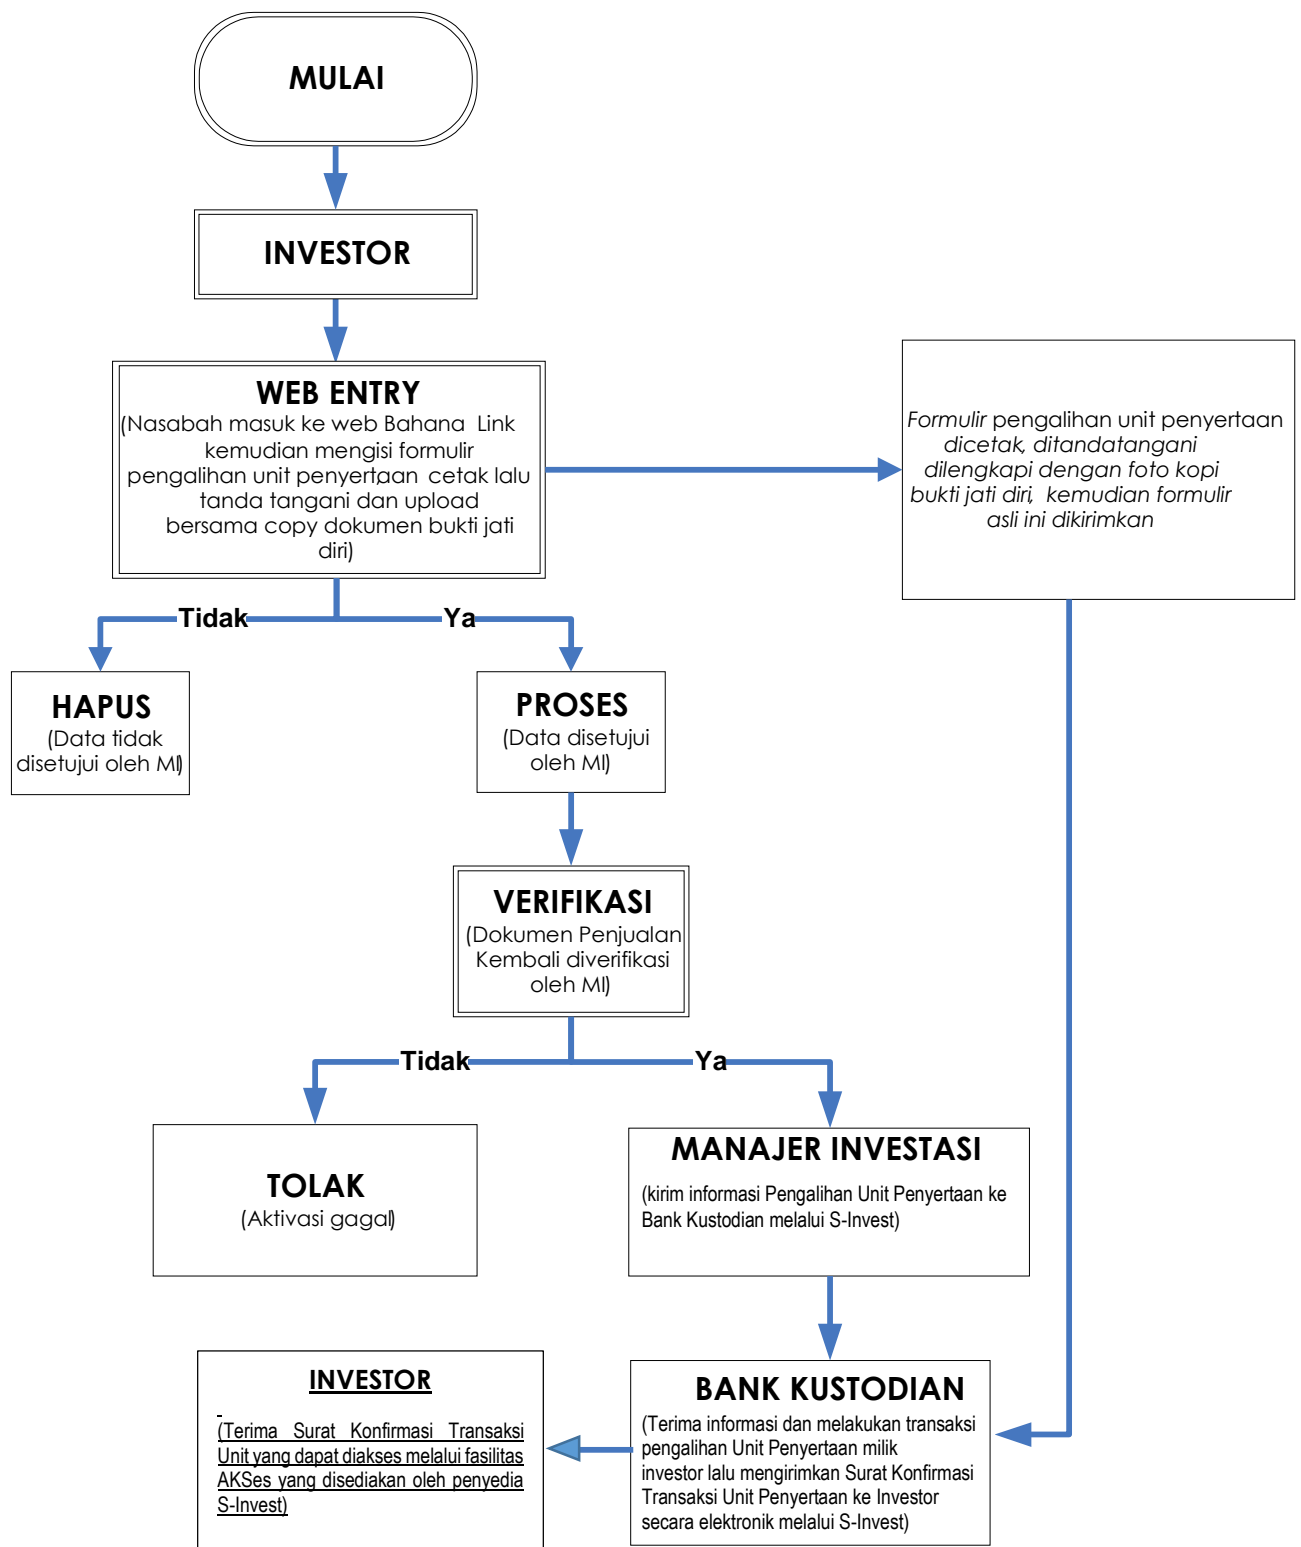 MULAI
INVESTOR
WEB ENTRY
(Nasabah masuk ke web Bahana Link
kemudian mengisi formulir
pengalihan unit penyertaan, cetak lalu
tanda tangani dan upload
bersama copy dokumen bukti jati
diri)
Formulir pengalihan unit penyertaan
dicetak, ditandatangani
dilengkapi dengan foto kopi
bukti jati diri, kemudian formulir
asli ini dikirimkan
Tidak
Ya
HAPUS
(Data tidak
disetujui oleh MI)
PROSES
(Data disetujui
oleh MI)
VERIFIKASI
(Dokumen Penjualan
Kembali diverifikasi
oleh MI)
Tidak
Ya
TOLAK
(Aktivasi gagal)
MANAJER INVESTASI
(kirim informasi Pengalihan Unit Penyertaan ke
Bank Kustodian melalui S-Invest)
INVESTOR
(Terima Surat Konfirmasi Transaksi
Unit yang dapat diakses melalui fasilitas
AKSes yang disediakan oleh penyedia
S-Invest)
BANK KUSTODIAN
(Terima informasi dan melakukan transaksi
pengalihan Unit Penyertaan milik
investor lalu mengirimkan Surat Konfirmasi
Transaksi Unit Penyertaan ke Investor
secara elektronik melalui S-Invest)